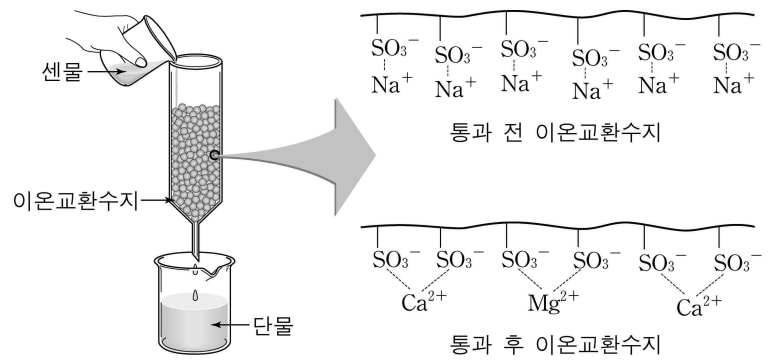 센물
이온교환수지
단물
SO₃⁻ SO₃⁻ SO₃⁻ SO₃⁻ SO₃⁻ SO₃⁻
Na⁺ Na⁺ Na⁺ Na⁺ Na⁺ Na⁺
통과 전 이온교환수지
SO₃⁻ SO₃⁻ SO₃⁻ SO₃⁻ SO₃⁻ SO₃⁻
Ca²⁺ Mg²⁺ Ca²⁺
통과 후 이온교환수지